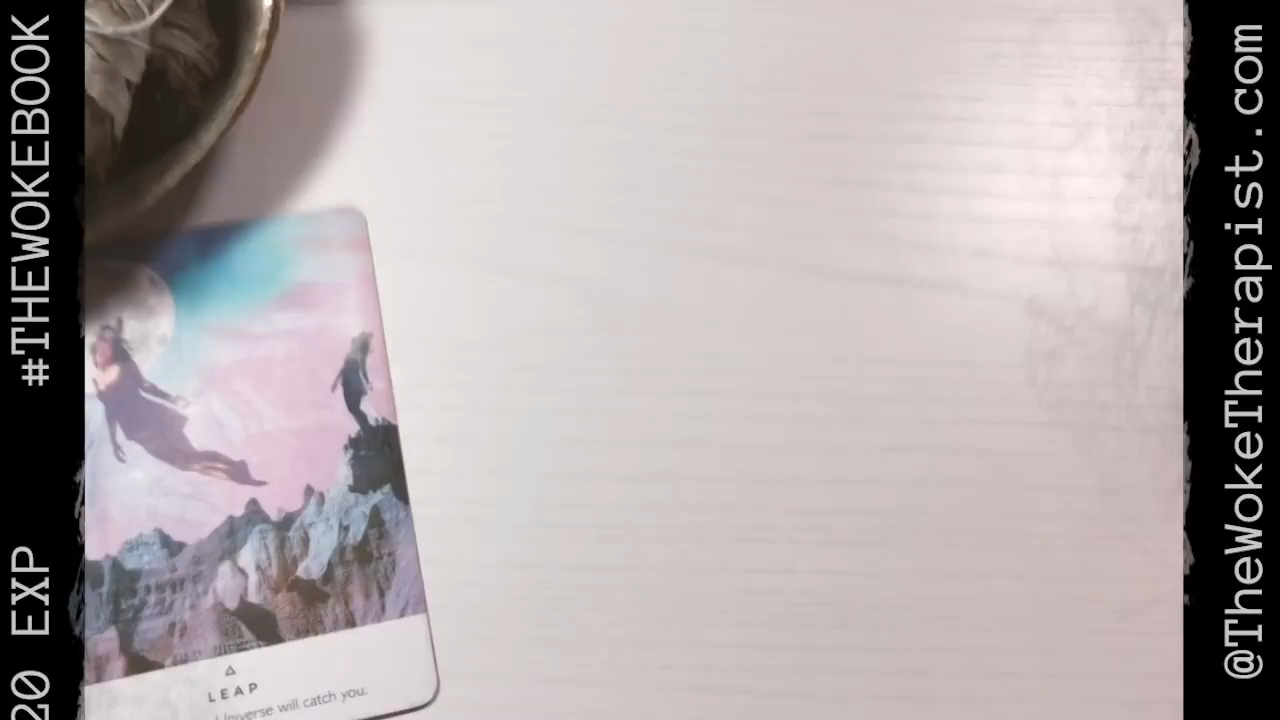 #THEWOKEBOOK
20 EXP
LEAP
Universe will catch you.
@TheWokeTherapist.com